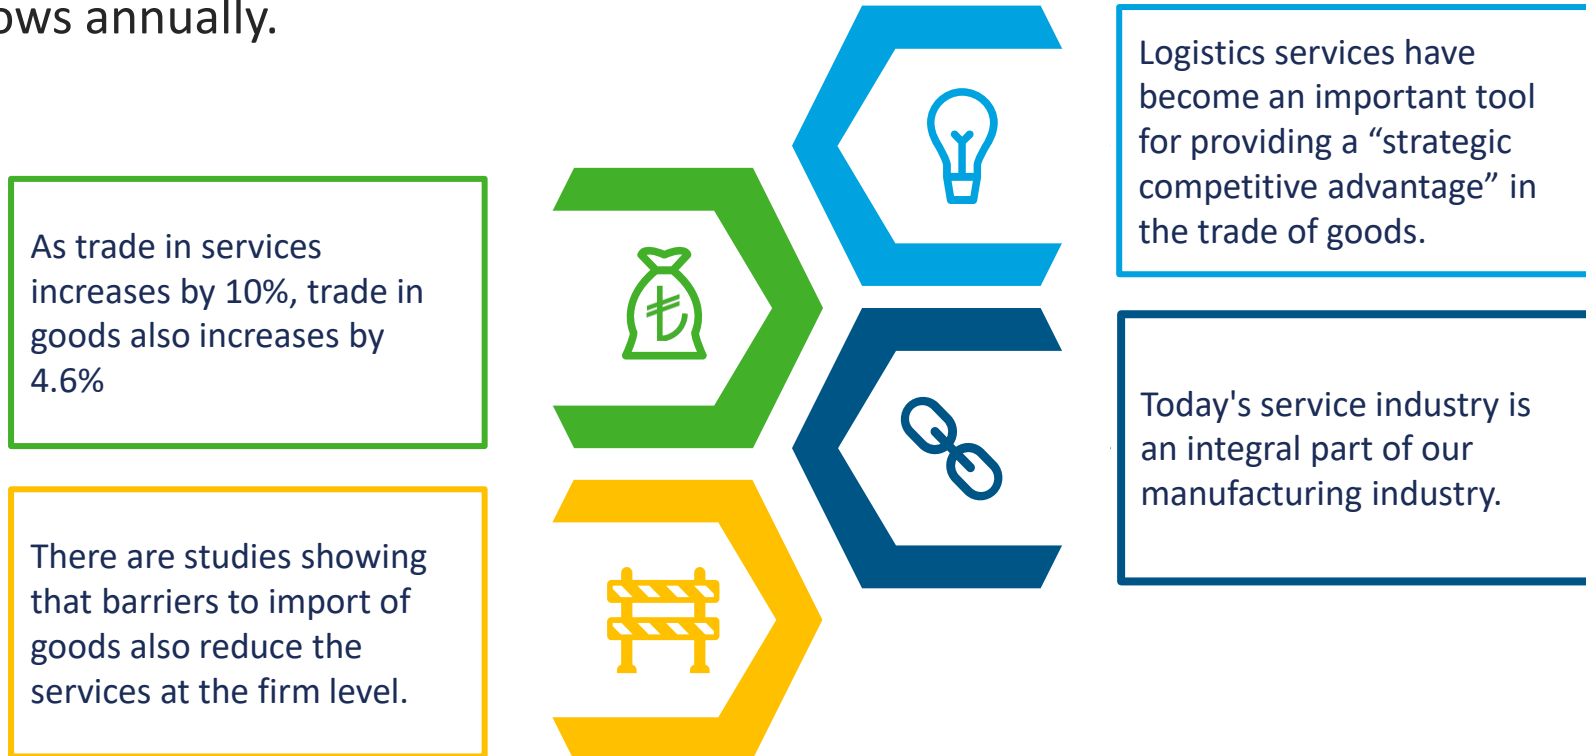 annually.
Logistics services have
become an important tool
for providing a “strategic
competitive advantage” in
the trade of goods.
As trade in services
increases by 10%, trade in
goods also increases by
4.6%
Today's service industry is
an integral part of our
manufacturing industry.
There are studies showing
that barriers to import of
goods also reduce the
services at the firm level.